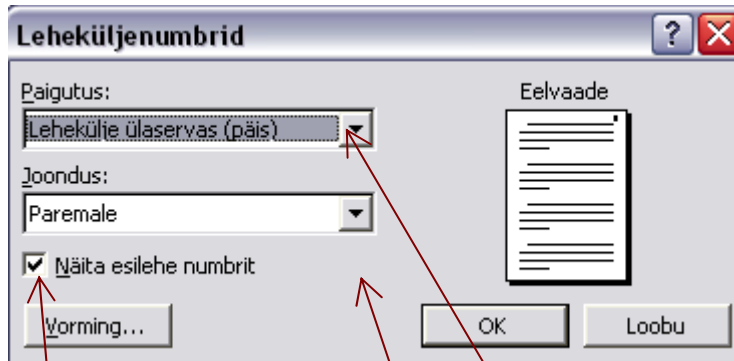 Leheküljenumbrid
Paigutus:
Lehekülje ülaservas (päis)
Joondus:
Paremale
Näita esilehe numbrit
Vorming...
Eelvaade
OK
Loobu